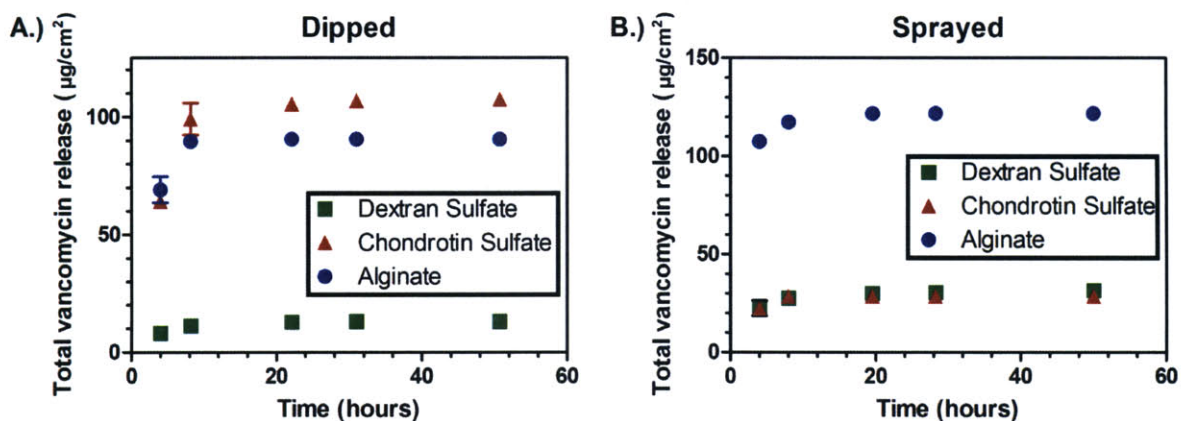 A.) Dipped
Total vancomycin release ( µg/cm²)
100
50
0
0 20 40 60
Time (hours)
Dextran Sulfate
Chondrotin Sulfate
Alginate
B.) Sprayed
Total vancomycin release ( µg/cm²)
150
100
50
0
0 20 40 60
Time (hours)
Dextran Sulfate
Chondrotin Sulfate
Alginate